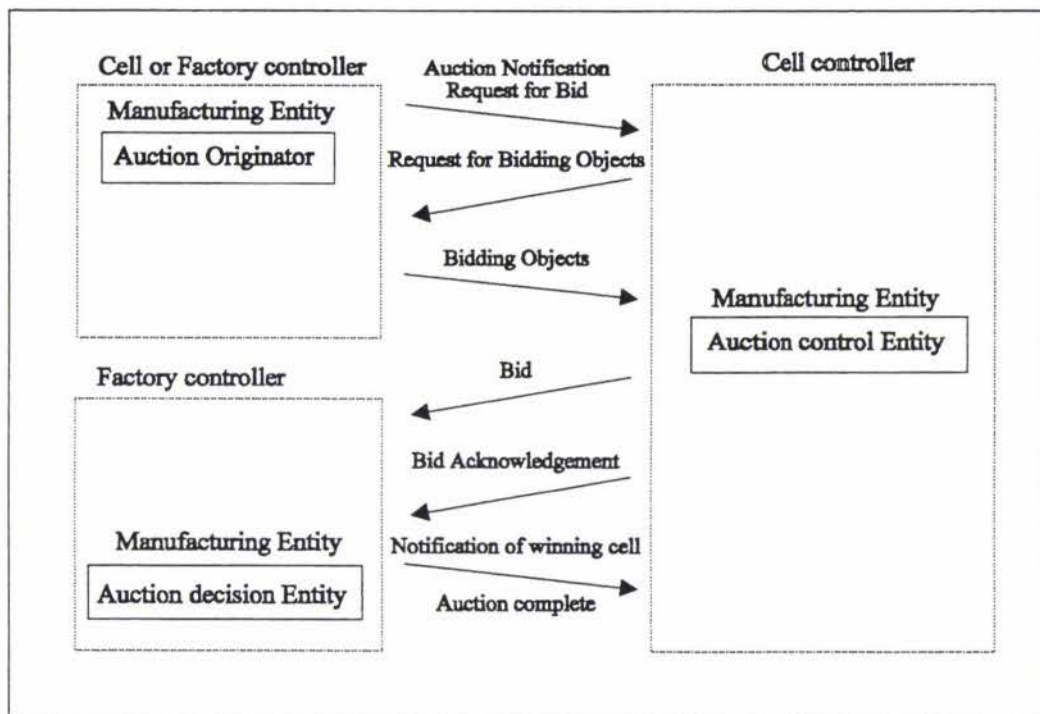 Cell or Factory controller
Manufacturing Entity
Auction Originator
Auction Notification
Request for Bid
Request for Bidding Objects
Bidding Objects
Cell controller
Manufacturing Entity
Auction control Entity
Factory controller
Manufacturing Entity
Auction decision Entity
Bid
Bid Acknowledgement
Notification of winning cell
Auction complete